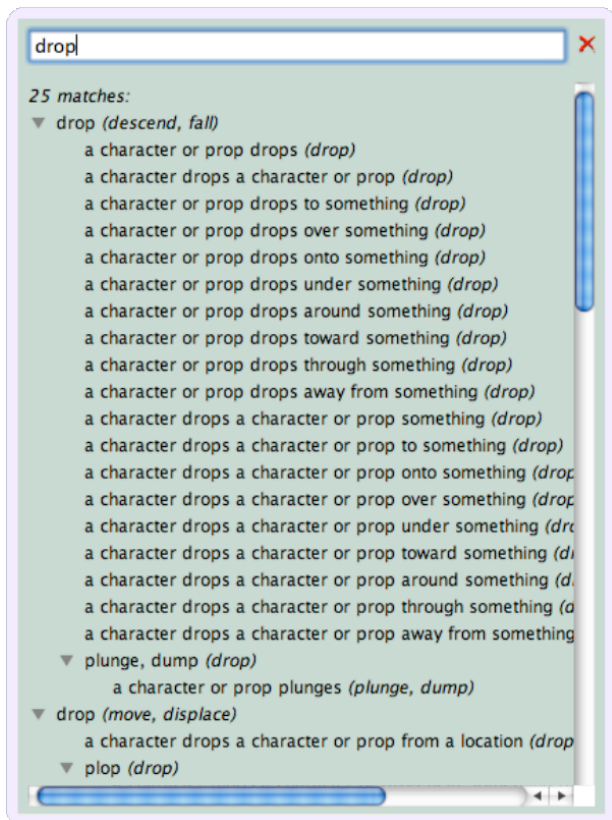 drop
25 matches:
drop (descend, fall)
a character or prop drops (drop)
a character drops a character or prop (drop)
a character or prop drops to something (drop)
a character or prop drops over something (drop)
a character or prop drops onto something (drop)
a character or prop drops under something (drop)
a character or prop drops around something (drop)
a character or prop drops toward something (drop)
a character or prop drops through something (drop)
a character or prop drops away from something (drop)
a character drops a character or prop something (drop)
a character drops a character or prop to something (drop)
a character drops a character or prop onto something (drop
a character drops a character or prop over something (drop
a character drops a character or prop under something (dro
a character drops a character or prop toward something (d
a character drops a character or prop around something (d
a character drops a character or prop through something (d
a character drops a character or prop away from something
plunge, dump (drop)
a character or prop plunges (plunge, dump)
drop (move, displace)
a character drops a character or prop from a location (drop
plop (drop)